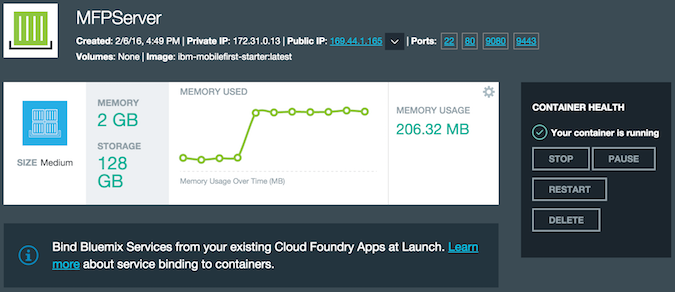 MFPServer
Created: 2/6/16, 4:49 PM | Private IP: 172.31.0.13 | Public IP: 169.44.1.165 | Ports: 22 80 9080 9443
Volumes: None | Image: ibm-mobilefirst-starter:latest
SIZE Medium
MEMORY
2 GB
STORAGE
128
GB
MEMORY USED
Memory Usage Over Time (MB)
MEMORY USAGE
206.32 MB
CONTAINER HEALTH
Your container is running
STOP PAUSE
RESTART
DELETE
Bind Bluemix Services from your existing Cloud Foundry Apps at Launch. Learn
more about service binding to containers.